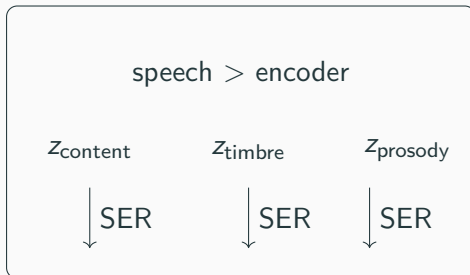 speech > encoder
z_content z_timbre z_prosody
SER SER SER